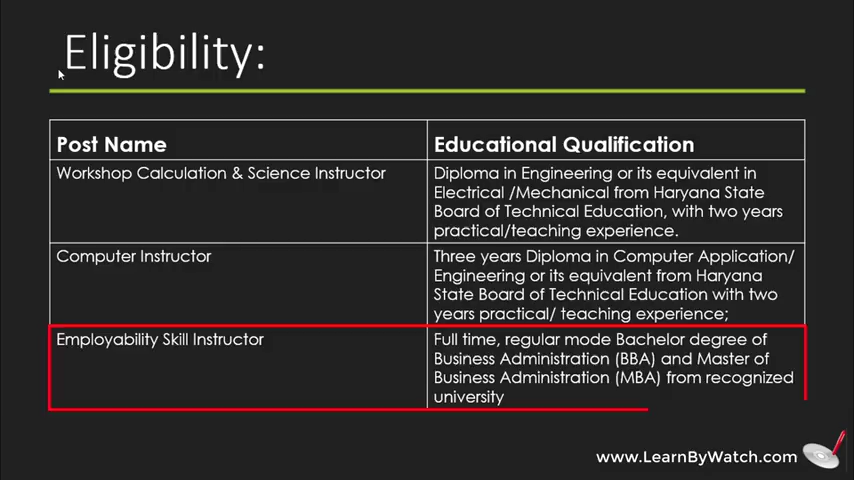 Eligibility:
Post Name
Educational Qualification
Workshop Calculation & Science Instructor
Diploma in Engineering or its equivalent in
Electrical /Mechanical from Haryana State
Board of Technical Education, with two years
practical/teaching experience.
Computer Instructor
Three years Diploma in Computer Application/
Engineering or its equivalent from Haryana
State Board of Technical Education with two
years practical/ teaching experience;
Employability Skill Instructor
Full time, regular mode Bachelor degree of
Business Administration (BBA) and Master of
Business Administration (MBA) from recognized
university
www.LearnByWatch.com